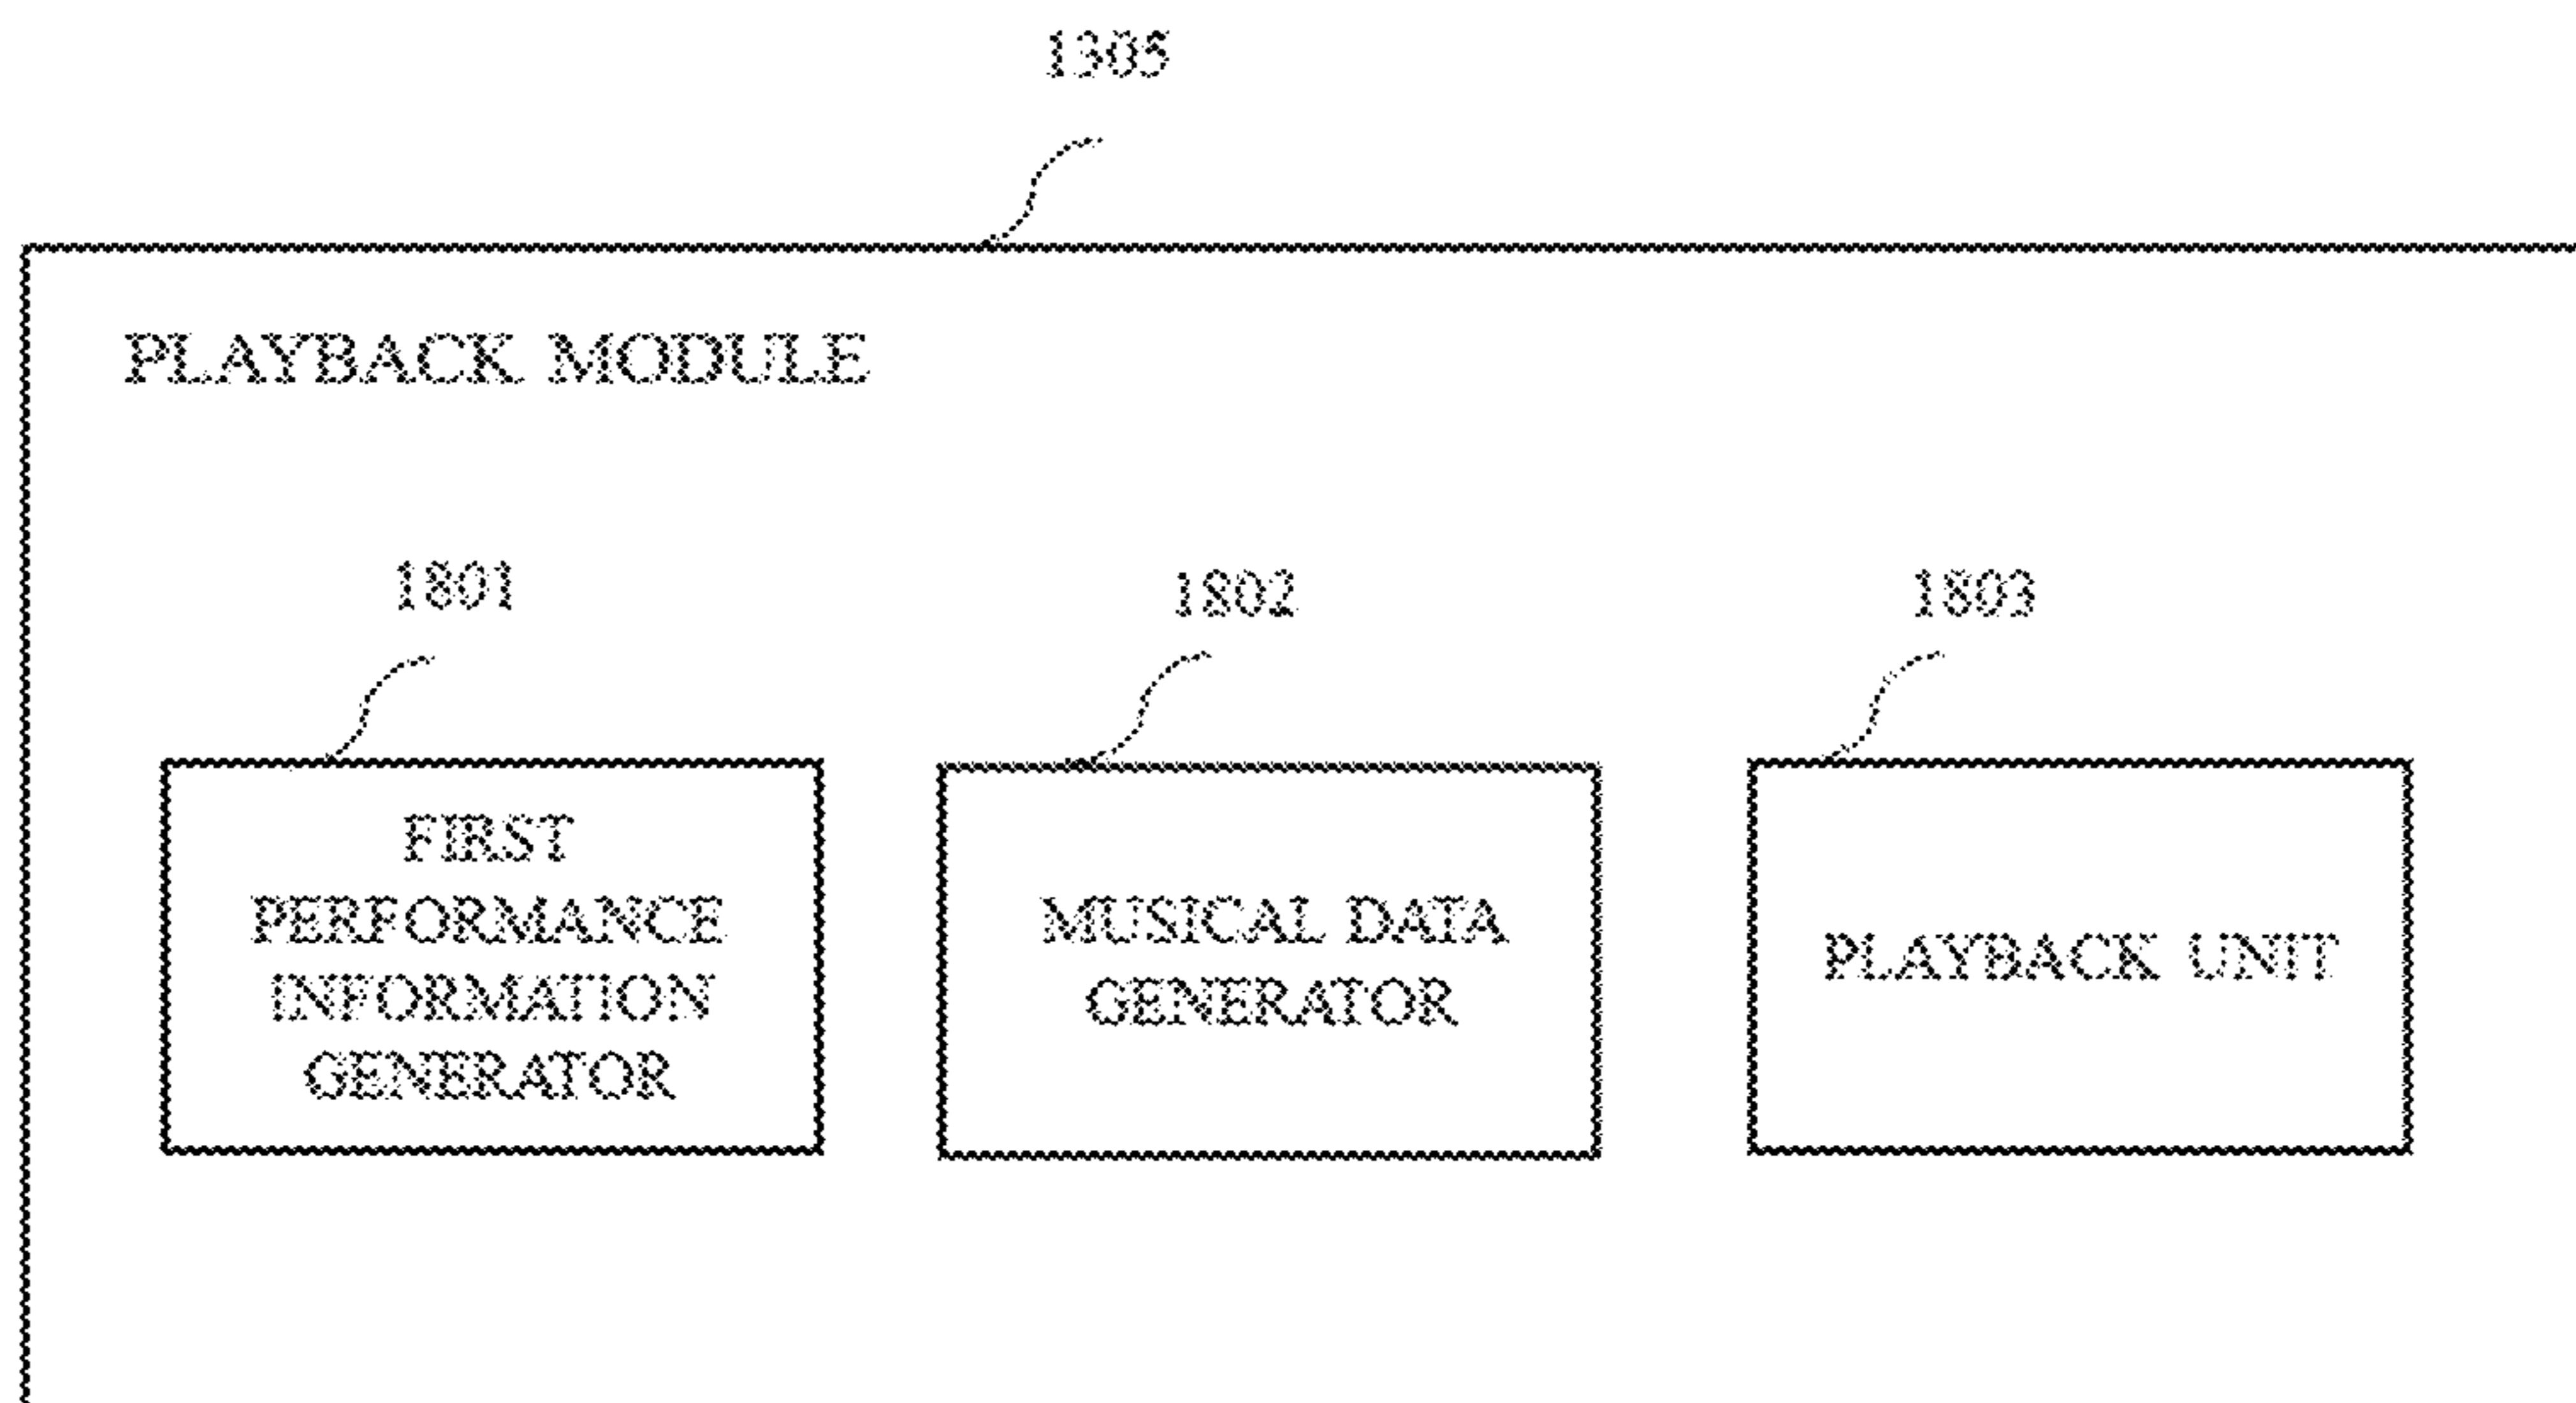 1305
PLAYBACK MODULE
1801
1802
1803
FIRST
PERFORMANCE
INFORMATION
GENERATOR
MUSICAL DATA
GENERATOR
PLAYBACK UNIT